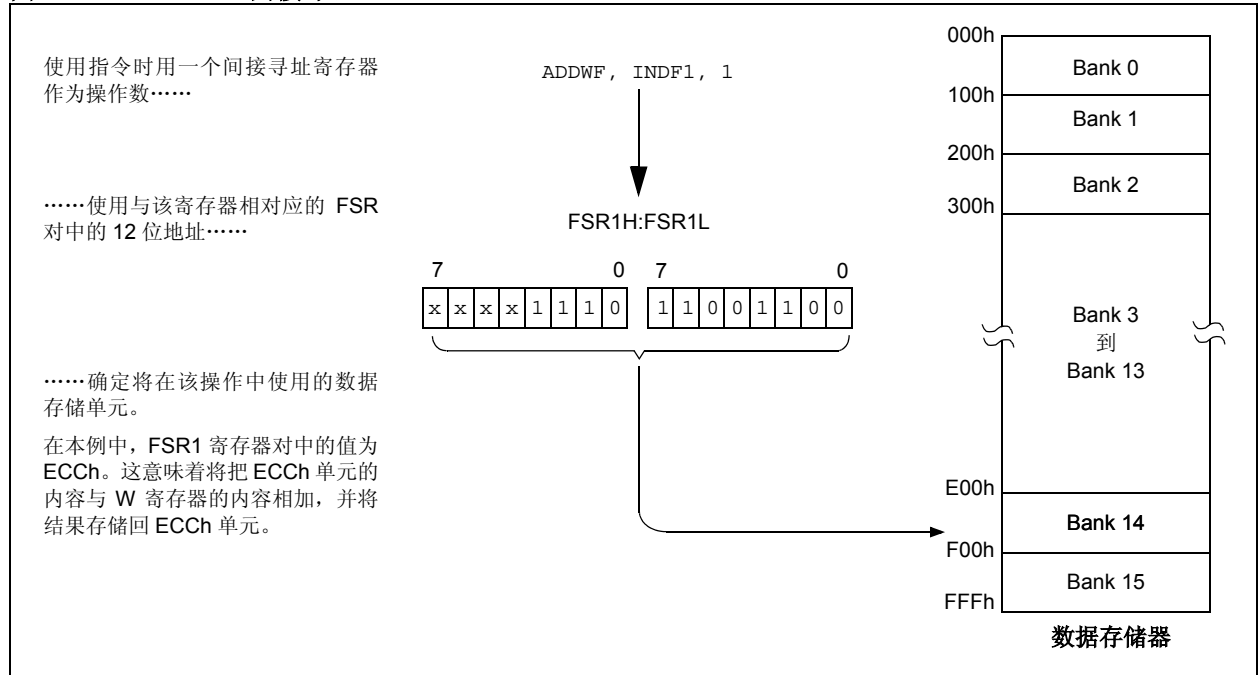 使用指令时用一个间接寻址寄存器
作为操作数……
……使用与该寄存器相对应的 FSR
对中的 12 位地址……
……确定将在该操作中使用的数据
存储单元。
在本例中，FSR1 寄存器对中的值为
ECCh。这意味着将把 ECCh 单元的
内容与 W 寄存器的内容相加，并将
结果存储回 ECCh 单元。
ADDWF, INDF1, 1
FSR1H:FSR1L
7 0 7 0
x x x x 1 1 1 0 1 1 0 0 1 1 0 0
000h
Bank 0
100h
Bank 1
200h
Bank 2
300h
Bank 3
到
Bank 13
E00h
Bank 14
F00h
Bank 15
FFFh
数据存储器